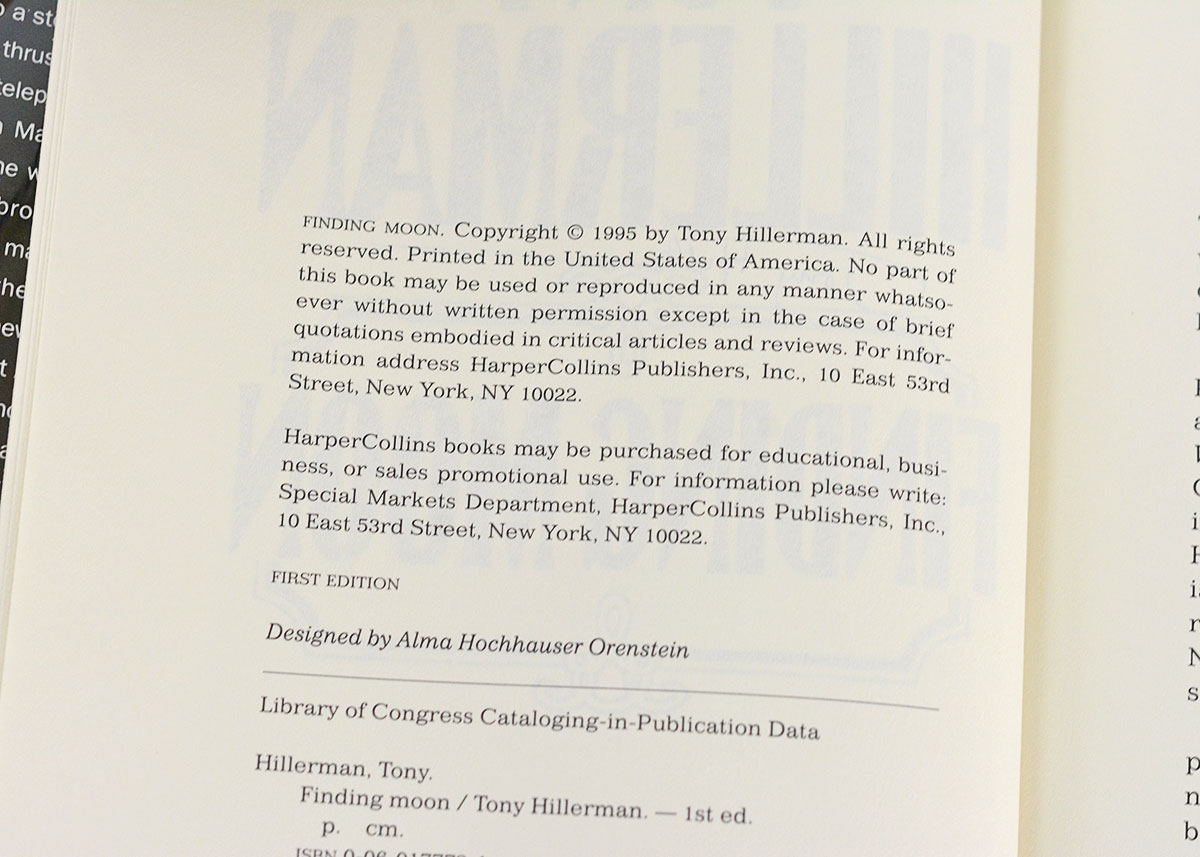 FINDING MOON. Copyright © 1995 by Tony Hillerman. All rights
reserved. Printed in the United States of America. No part of
this book may be used or reproduced in any manner whatso-
ever without written permission except in the case of brief
quotations embodied in critical articles and reviews. For infor-
mation address HarperCollins Publishers, Inc., 10 East 53rd
Street, New York, NY 10022.
HarperCollins books may be purchased for educational, busi-
ness, or sales promotional use. For information please write:
Special Markets Department, HarperCollins Publishers, Inc.,
10 East 53rd Street, New York, NY 10022.
FIRST EDITION
Designed by Alma Hochhauser Orenstein
Library of Congress Cataloging-in-Publication Data
Hillerman, Tony.
Finding moon / Tony Hillerman. — 1st ed.
p. cm.
ISBN